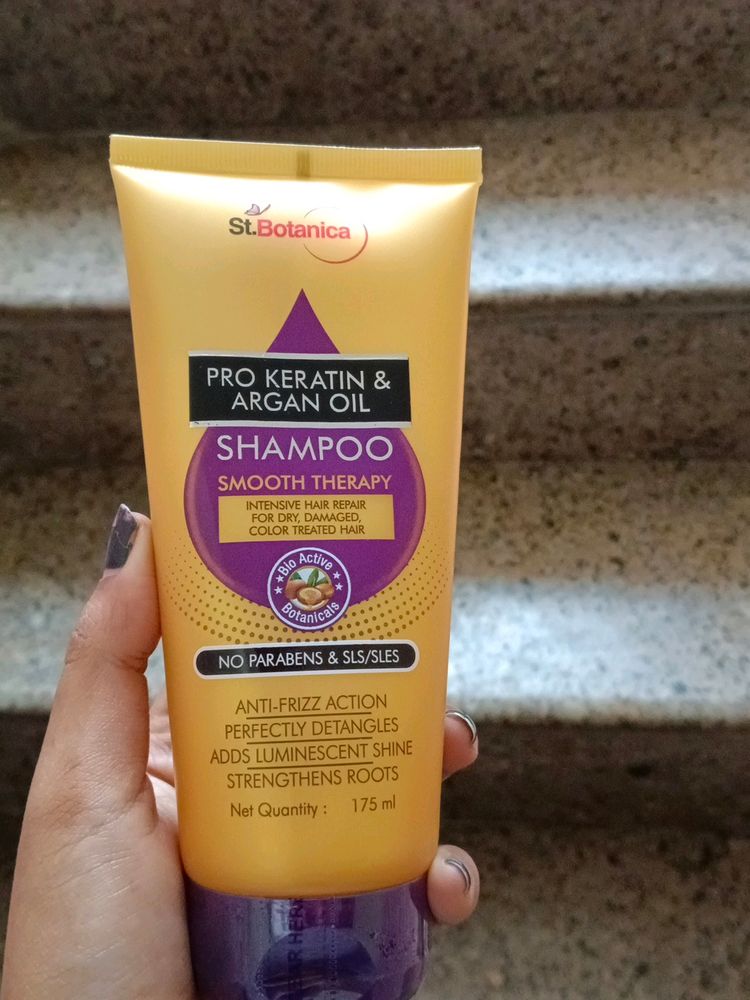 St.Botanica
PRO KERATIN &
ARGAN OIL
SHAMPOO
SMOOTH THERAPY
INTENSIVE HAIR REPAIR
FOR DRY, DAMAGED,
COLOR TREATED HAIR
Bio Active
Botanicals
NO PARABENS & SLS/SLES
ANTI-FRIZZ ACTION
PERFECTLY DETANGLES
ADDS LUMINESCENT SHINE
STRENGTHENS ROOTS
Net Quantity : 175 ml